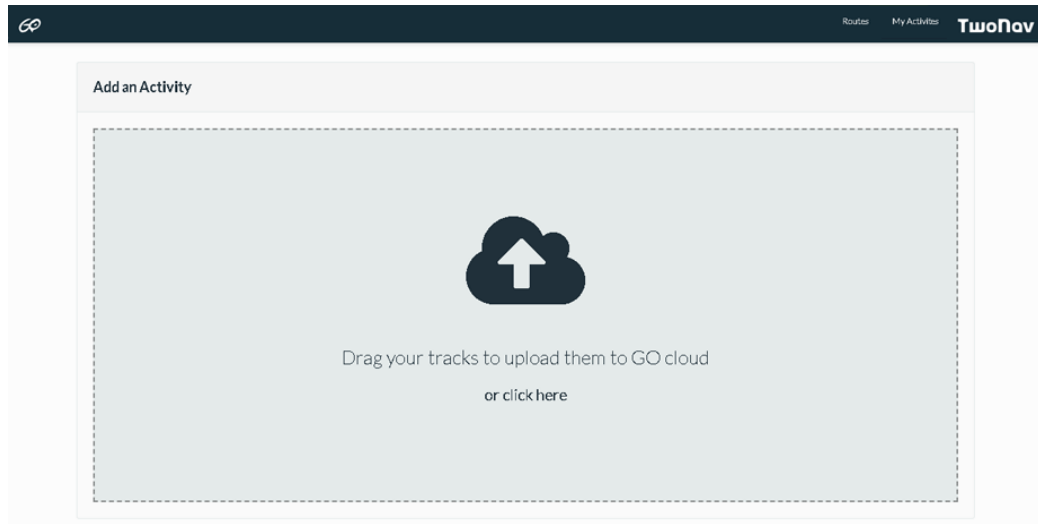 GO
Routes
My Activites
TwoNav
Add an Activity
Drag your tracks to upload them to GO cloud
or click here